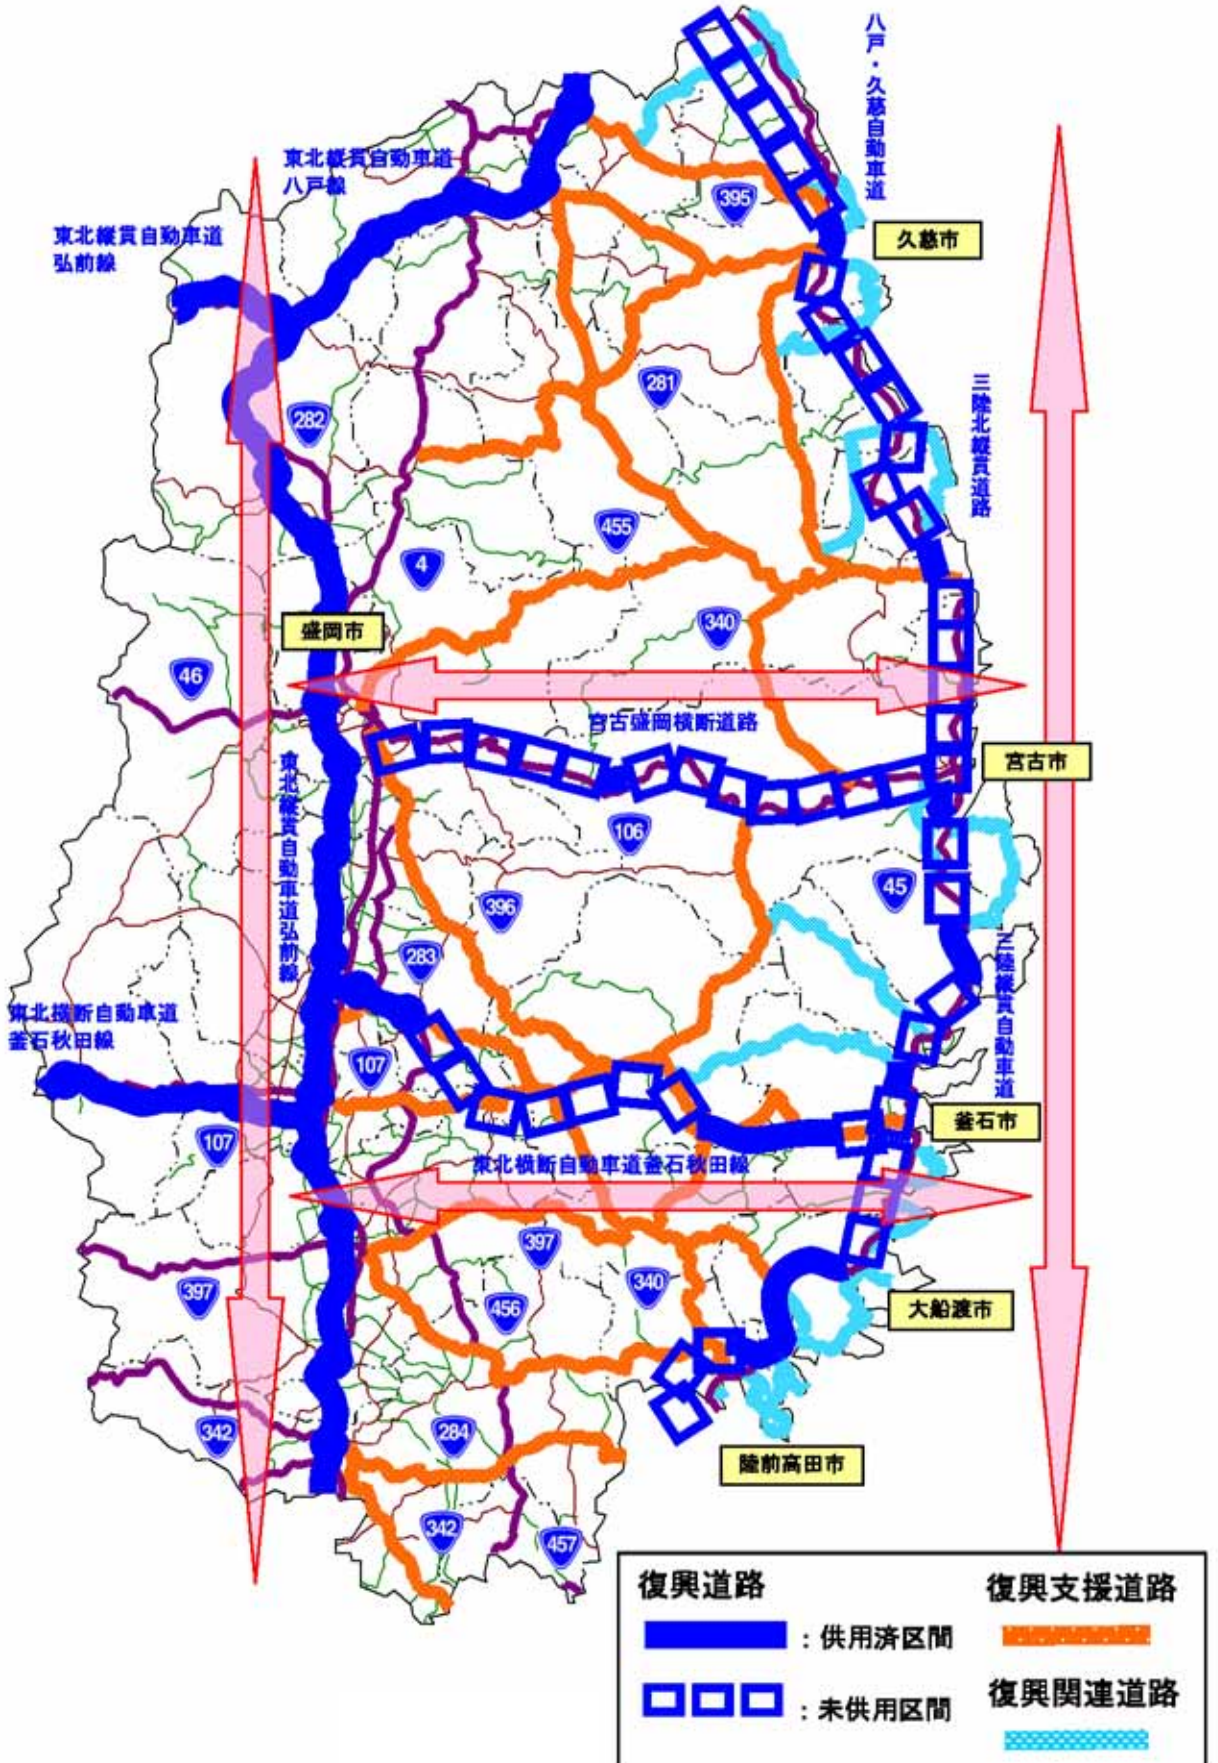 八戸・久慈自動車道
東北縦貫自動車道
八戸線
395
東北縦貫自動車道
弘前線
久慈市
281
282
三陸北縦貫道路
455
4
盛岡市
340
46
宮古盛岡横断道路
東北縦貫自動車道弘前線
宮古市
106
45
396
283
三陸縦貫自動車道
東北横断自動車道
釜石秋田線
107
釜石市
107
東北横断自動車道釜石秋田線
397
340
397
456
大船渡市
342
284
陸前高田市
342
457
復興道路
：供用済区間
：未供用区間
復興支援道路
復興関連道路